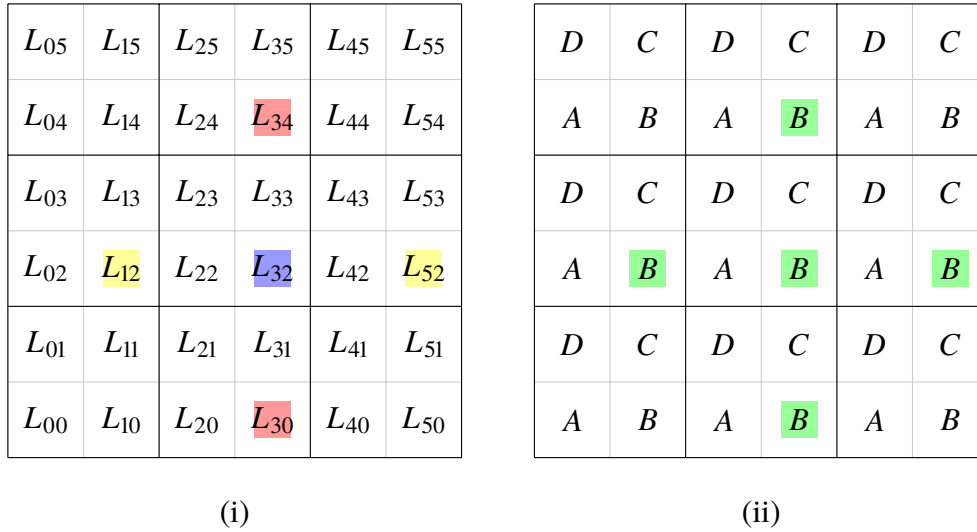 L₀₅ L₁₅ L₂₅ L₃₅ L₄₅ L₅₅ D C D C D C
L₀₄ L₁₄ L₂₄ L₃₄ L₄₄ L₅₄ A B A B A B
L₀₃ L₁₃ L₂₃ L₃₃ L₄₃ L₅₃ D C D C D C
L₀₂ L₁₂ L₂₂ L₃₂ L₄₂ L₅₂ A B A B A B
L₀₁ L₁₁ L₂₁ L₃₁ L₄₁ L₅₁ D C D C D C
L₀₀ L₁₀ L₂₀ L₃₀ L₄₀ L₅₀ A B A B A B
(i) (ii)